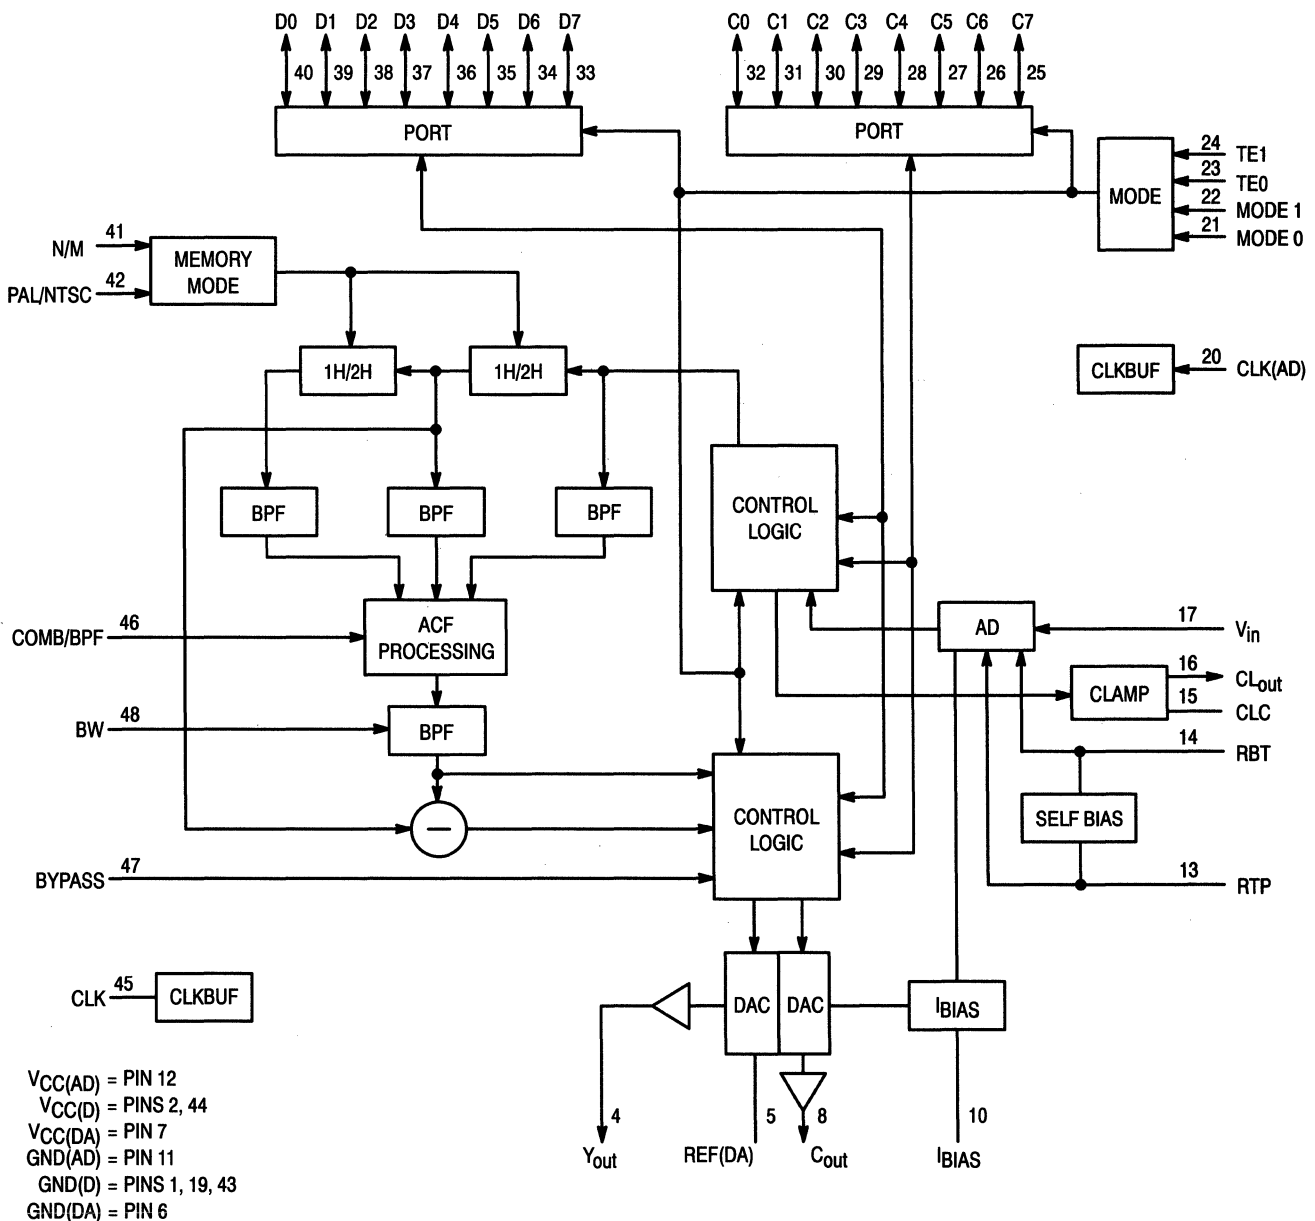 D0 D1 D2 D3 D4 D5 D6 D7
C0 C1 C2 C3 C4 C5 C6 C7
40 39 38 37 36 35 34 33
32 31 30 29 28 27 26 25
PORT
PORT
MODE
24 TE1
23 TE0
22 MODE 1
21 MODE 0
N/M 41
PAL/NTSC 42
MEMORY
MODE
1H/2H
1H/2H
CLKBUF
20 CLK(AD)
BPF
BPF
BPF
CONTROL
LOGIC
COMB/BPF 46
ACF
PROCESSING
AD
17 Vin
CLAMP
16 CLout
15 CLC
BW 48
BPF
14 RBT
SELF BIAS
13 RTP
−
CONTROL
LOGIC
BYPASS 47
CLK 45
CLKBUF
DAC
DAC
IBIAS
4 5 8 10
Yout
REF(DA)
Cout
IBIAS
VCC(AD) = PIN 12
VCC(D) = PINS 2, 44
VCC(DA) = PIN 7
GND(AD) = PIN 11
GND(D) = PINS 1, 19, 43
GND(DA) = PIN 6